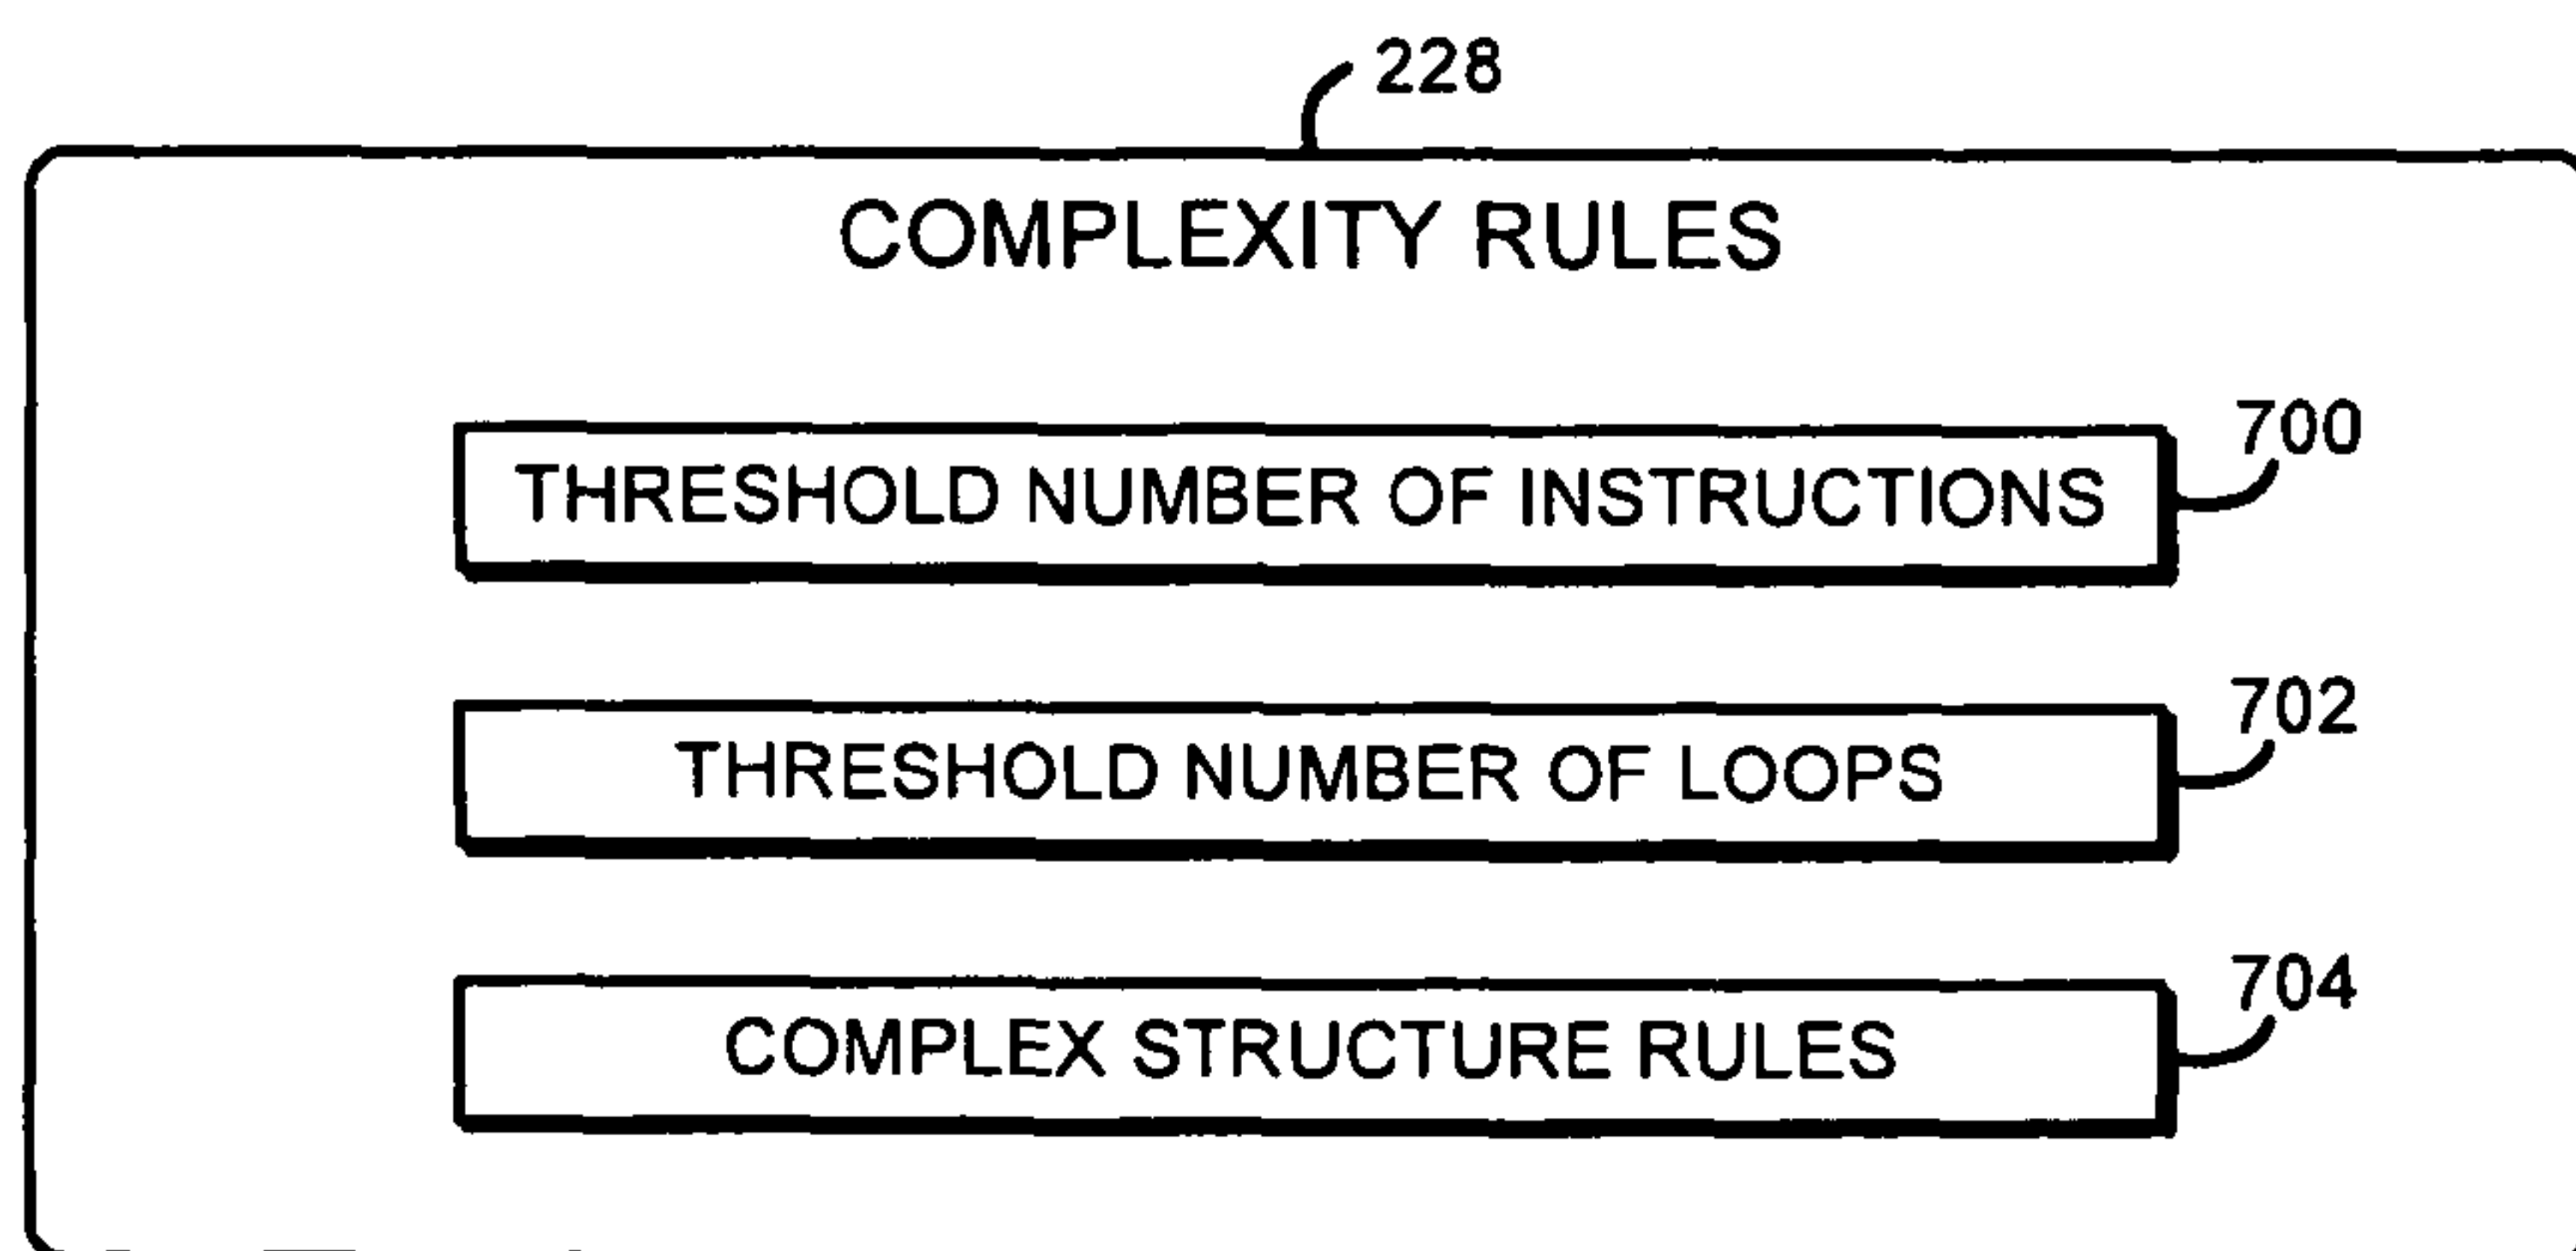 228
COMPLEXITY RULES
THRESHOLD NUMBER OF INSTRUCTIONS
700
THRESHOLD NUMBER OF LOOPS
702
COMPLEX STRUCTURE RULES
704